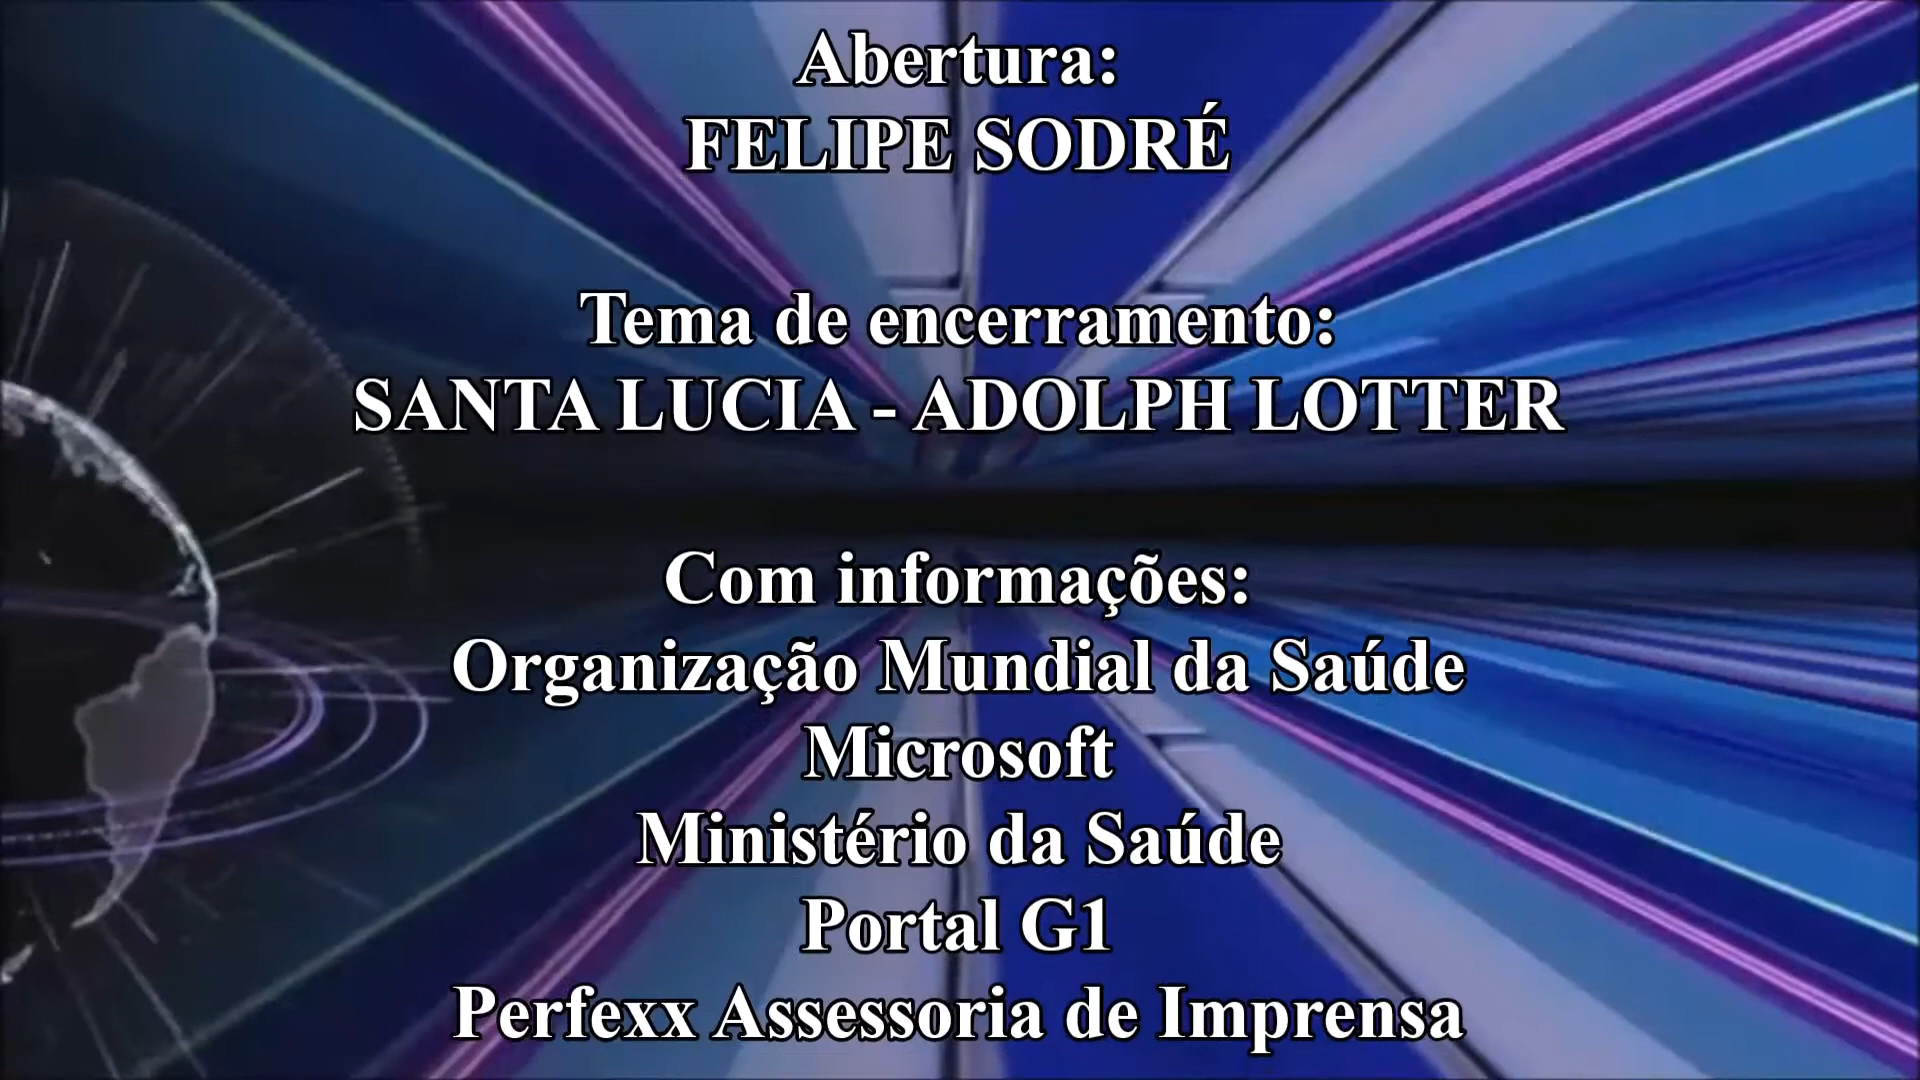 Abertura:
FELIPE SODRÉ
Tema de encerramento:
SANTA LUCIA - ADOLPH LOTTER
Com informações:
Organização Mundial da Saúde
Microsoft
Ministério da Saúde
Portal G1
Perfexx Assessoria de Imprensa